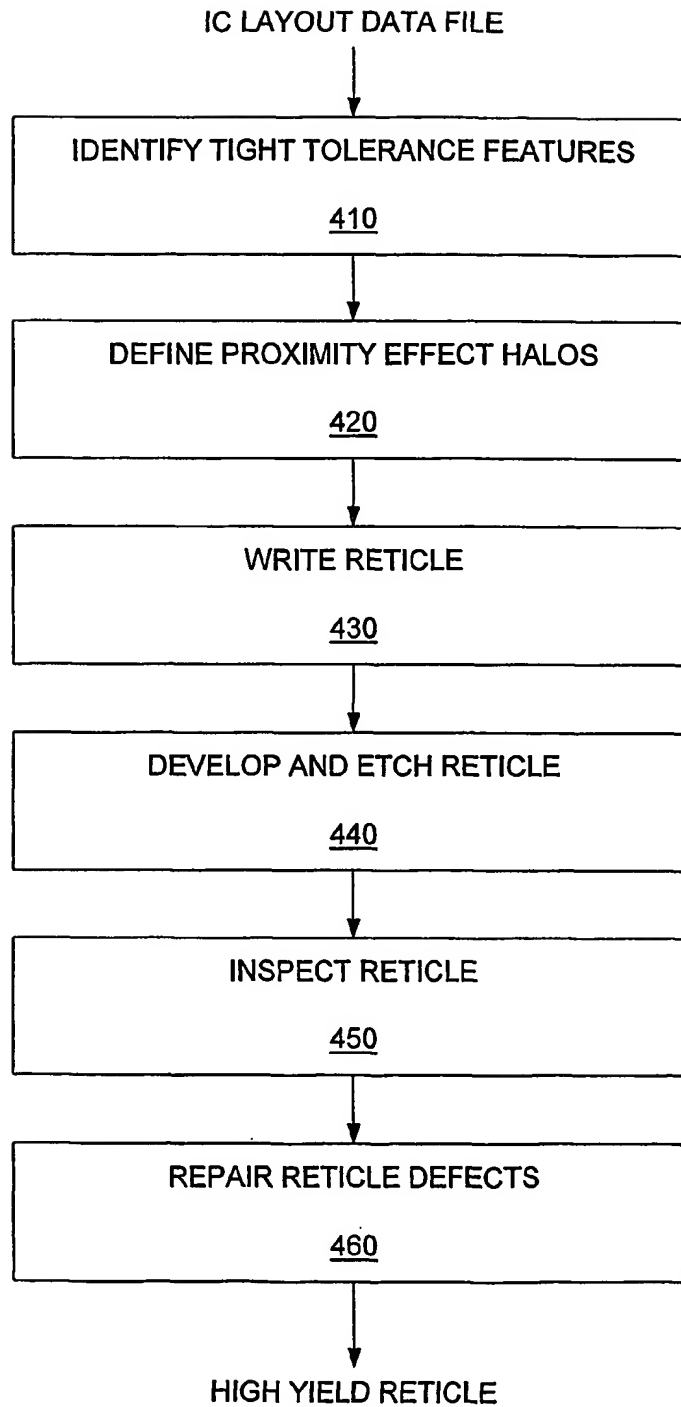 IC LAYOUT DATA FILE
IDENTIFY TIGHT TOLERANCE FEATURES
410
DEFINE PROXIMITY EFFECT HALOS
420
WRITE RETICLE
430
DEVELOP AND ETCH RETICLE
440
INSPECT RETICLE
450
REPAIR RETICLE DEFECTS
460
HIGH YIELD RETICLE